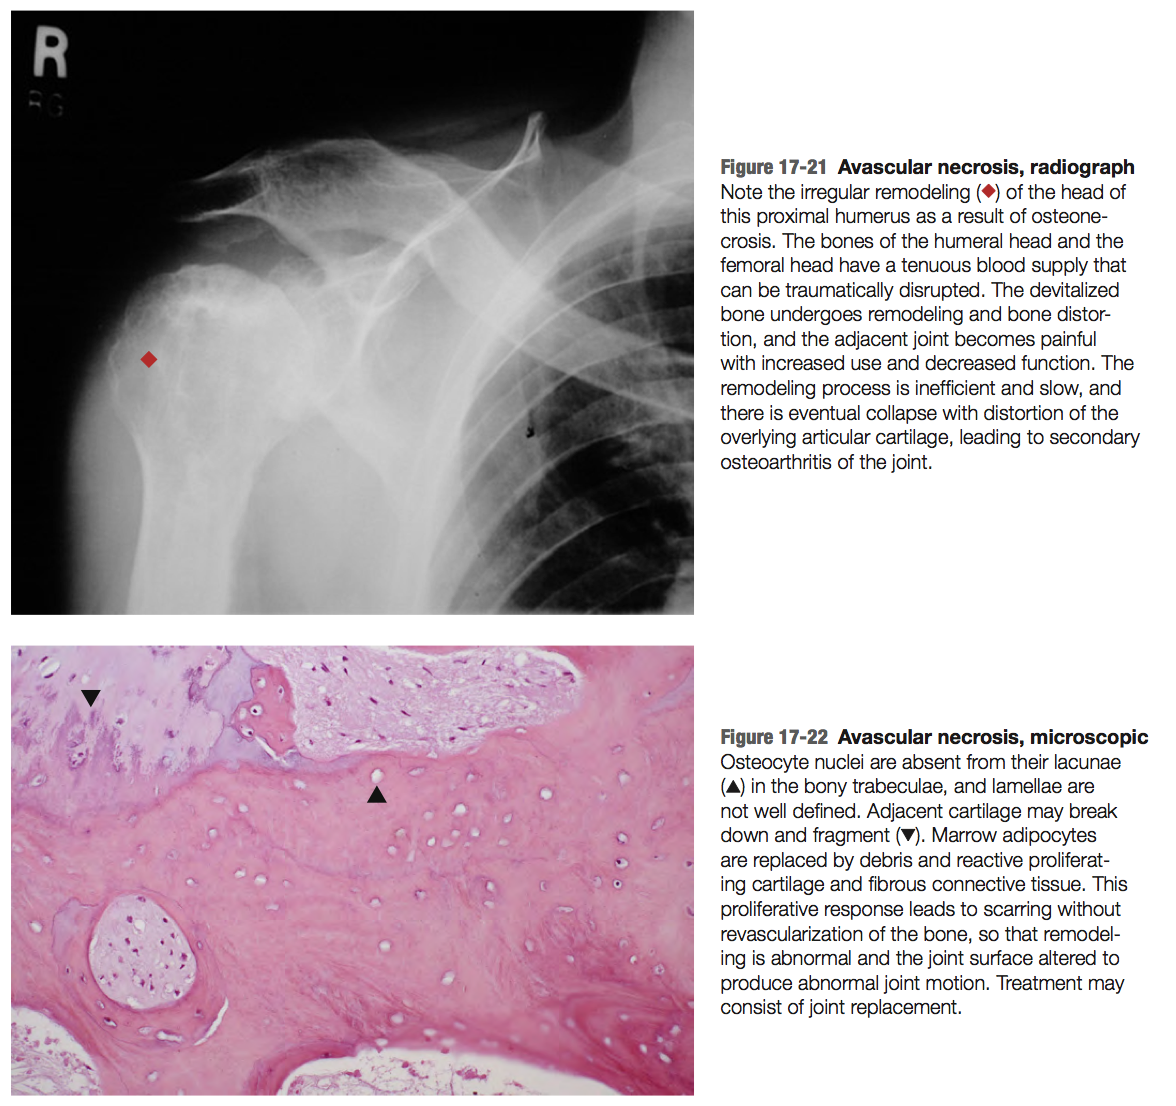 R
RG
Figure 17-21 Avascular necrosis, radiograph
Note the irregular remodeling (◆) of the head of
this proximal humerus as a result of osteone-
crosis. The bones of the humeral head and the
femoral head have a tenuous blood supply that
can be traumatically disrupted. The devitalized
bone undergoes remodeling and bone distor-
tion, and the adjacent joint becomes painful
with increased use and decreased function. The
remodeling process is inefficient and slow, and
there is eventual collapse with distortion of the
overlying articular cartilage, leading to secondary
osteoarthritis of the joint.
Figure 17-22 Avascular necrosis, microscopic
Osteocyte nuclei are absent from their lacunae
(▲) in the bony trabeculae, and lamellae are
not well defined. Adjacent cartilage may break
down and fragment (▼). Marrow adipocytes
are replaced by debris and reactive proliferat-
ing cartilage and fibrous connective tissue. This
proliferative response leads to scarring without
revascularization of the bone, so that remodel-
ing is abnormal and the joint surface altered to
produce abnormal joint motion. Treatment may
consist of joint replacement.